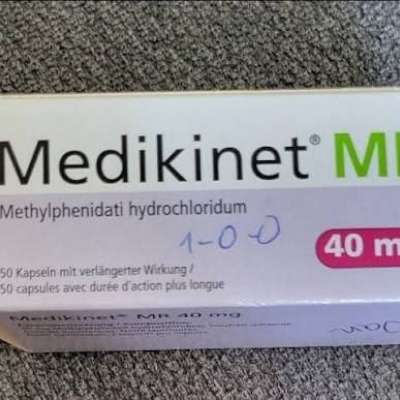 Medikinet® MR
Methylphenidati hydrochloridum
1-0-0
40 m
50 Kapseln mit verlängerter Wirkung /
50 capsules avec durée d'action plus longue
Medikinet® MR 40 mg